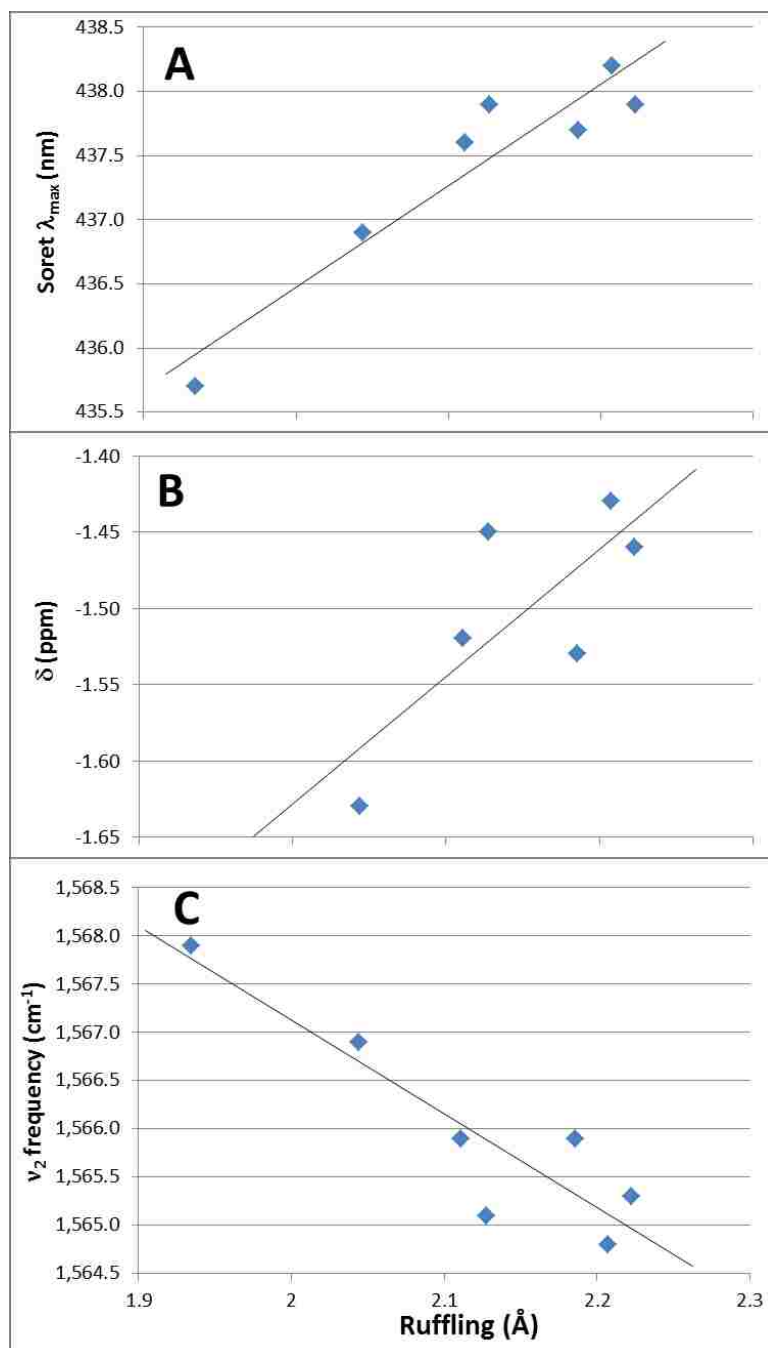 A
438.5
438.0
437.5
437.0
436.5
436.0
435.5
Soret λmax (nm)
B
-1.40
-1.45
-1.50
-1.55
-1.60
-1.65
δ (ppm)
C
1,568.5
1,568.0
1,567.5
1,567.0
1,566.5
1,566.0
1,565.5
1,565.0
1,564.5
ν2 frequency (cm-1)
1.9 2 2.1 2.2 2.3
Ruffling (Å)